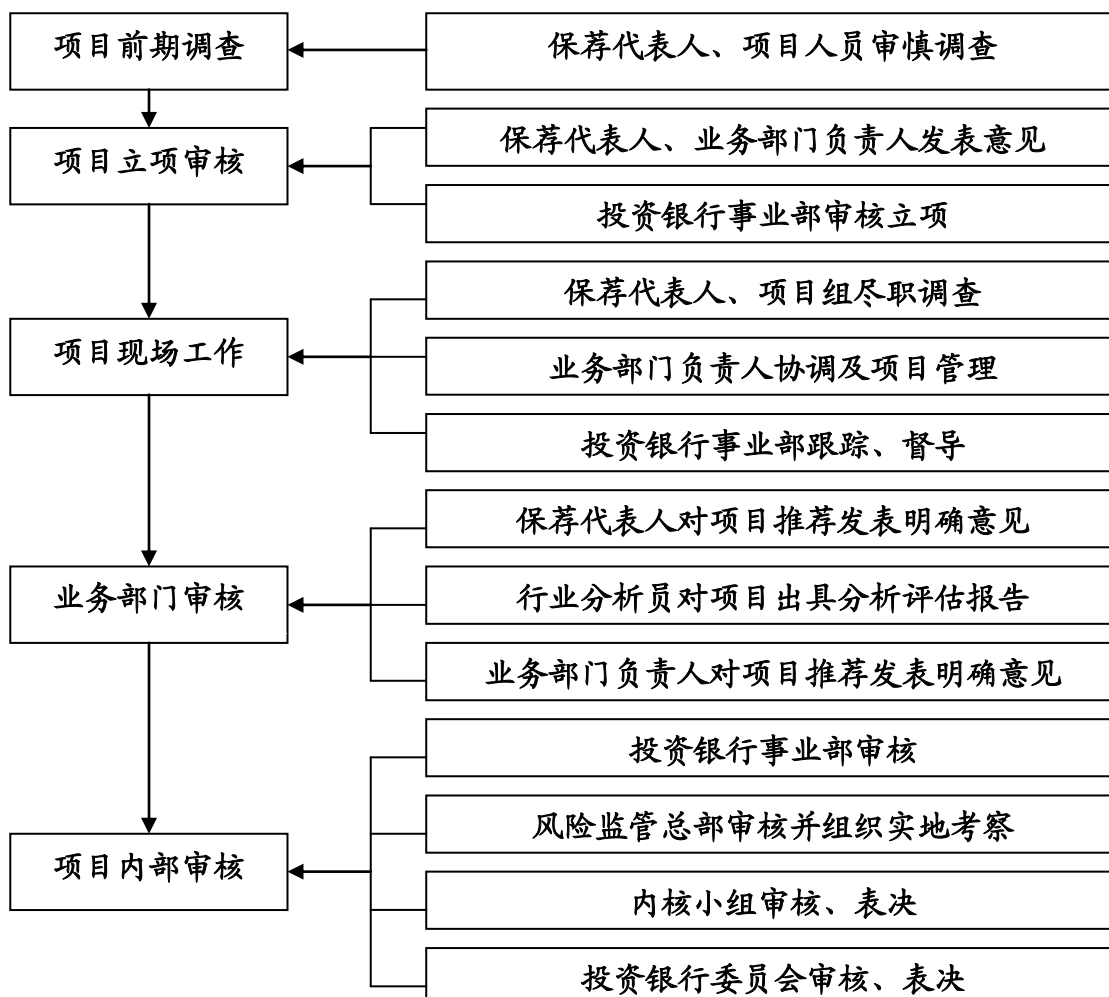 项目前期调查
保荐代表人、项目人员审慎调查
项目立项审核
保荐代表人、业务部门负责人发表意见
投资银行事业部审核立项
项目现场工作
保荐代表人、项目组尽职调查
业务部门负责人协调及项目管理
投资银行事业部跟踪、督导
业务部门审核
保荐代表人对项目推荐发表明确意见
行业分析员对项目出具分析评估报告
业务部门负责人对项目推荐发表明确意见
项目内部审核
投资银行事业部审核
风险监管总部审核并组织实地考察
内核小组审核、表决
投资银行委员会审核、表决